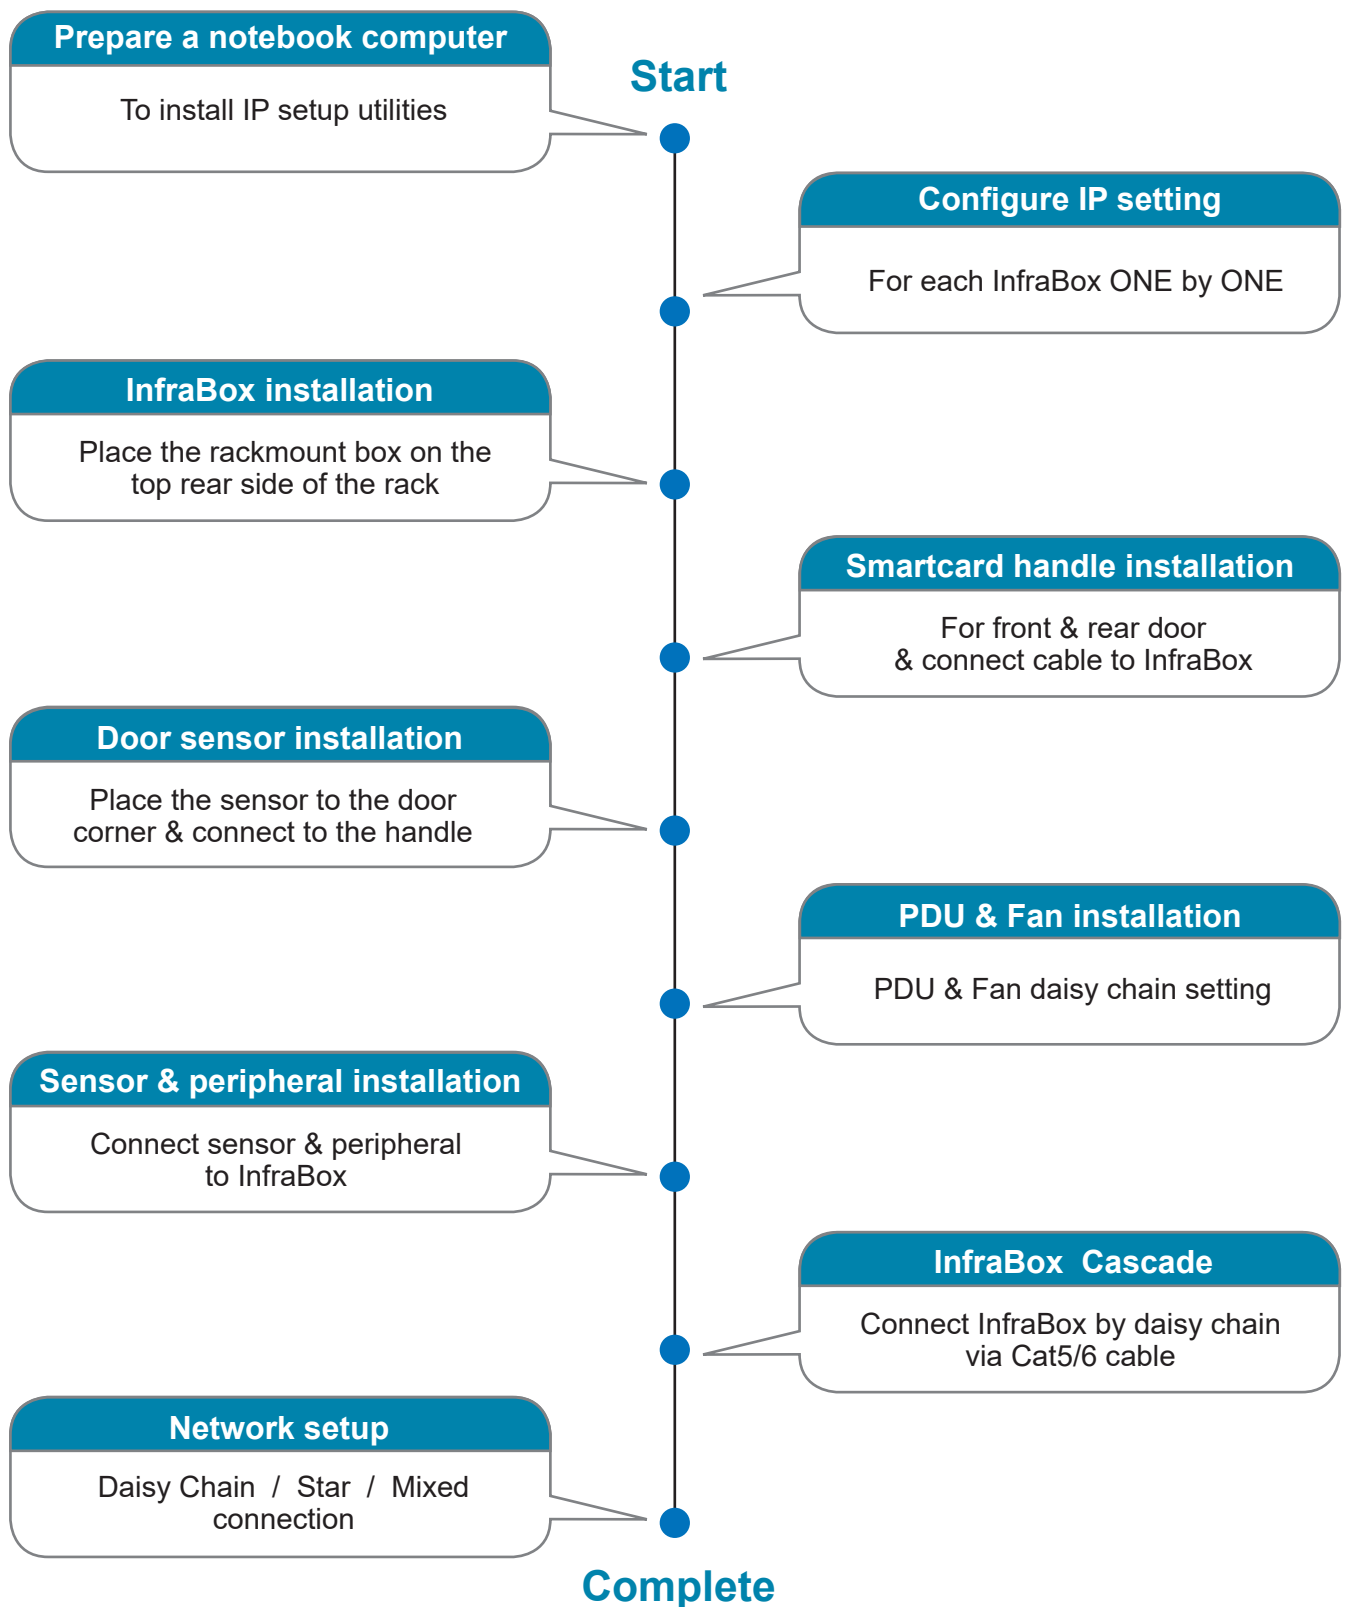 Prepare a notebook computer
To install IP setup utilities
Start
Configure IP setting
For each InfraBox ONE by ONE
InfraBox installation
Place the rackmount box on the
top rear side of the rack
Smartcard handle installation
For front & rear door
& connect cable to InfraBox
Door sensor installation
Place the sensor to the door
corner & connect to the handle
PDU & Fan installation
PDU & Fan daisy chain setting
Sensor & peripheral installation
Connect sensor & peripheral
to InfraBox
InfraBox  Cascade
Connect InfraBox by daisy chain
via Cat5/6 cable
Network setup
Daisy Chain  /  Star  /  Mixed
connection
Complete